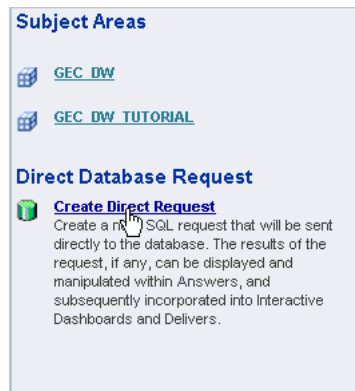 Subject Areas
GEC_DW
GEC_DW_TUTORIAL
Direct Database Request
Create Direct Request
Create a n SQL request that will be sent
directly to the database. The results of the
request, if any, can be displayed and
manipulated within Answers, and
subsequently incorporated into Interactive
Dashboards and Delivers.